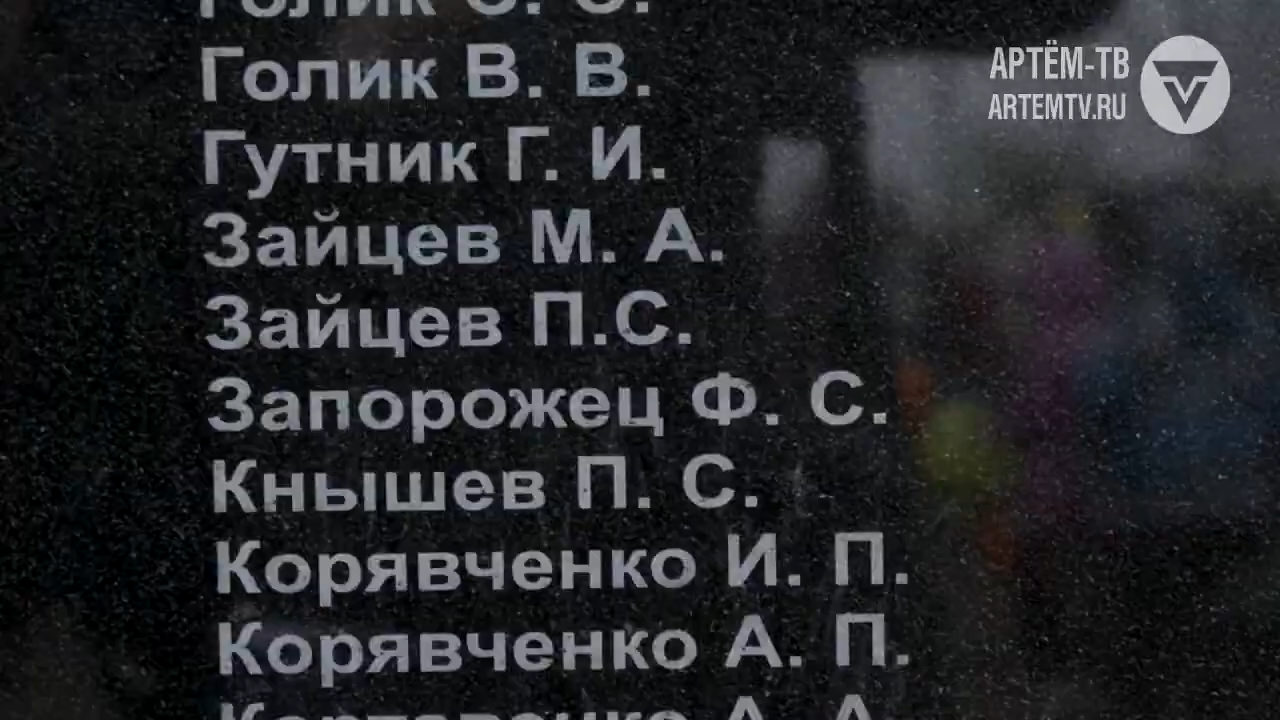 Голик В. В.
Гутник Г. И.
Зайцев М. А.
Зайцев П.С.
Запорожец Ф. С.
Кнышев П. С.
Корявченко И. П.
Корявченко А. П.
АРТЁМ-ТВ
ARTEMTV.RU